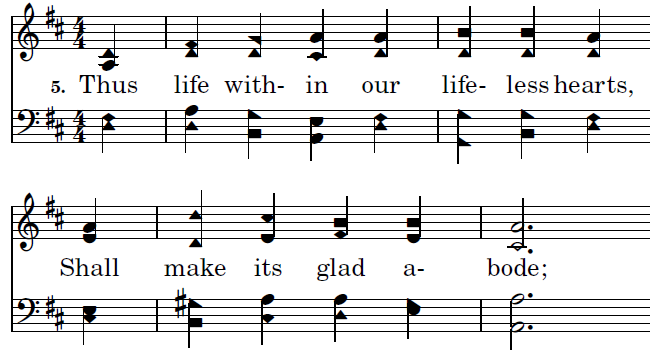 5. Thus life with- in our life- less hearts,
Shall make its glad a- bode;